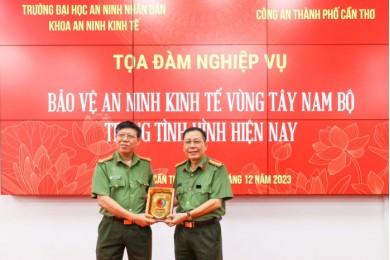 TRƯỜNG ĐẠI HỌC AN NINH NHÂN DÂN
KHOA AN NINH KINH TẾ
CÔNG AN THÀNH PHỐ CẦN THƠ
TỌA ĐÀM NGHIỆP VỤ
BẢO VỆ AN NINH KINH TẾ VÙNG TÂY NAM BỘ
TRONG TÌNH HÌNH HIỆN NAY
CẦN
12 NĂM 2023